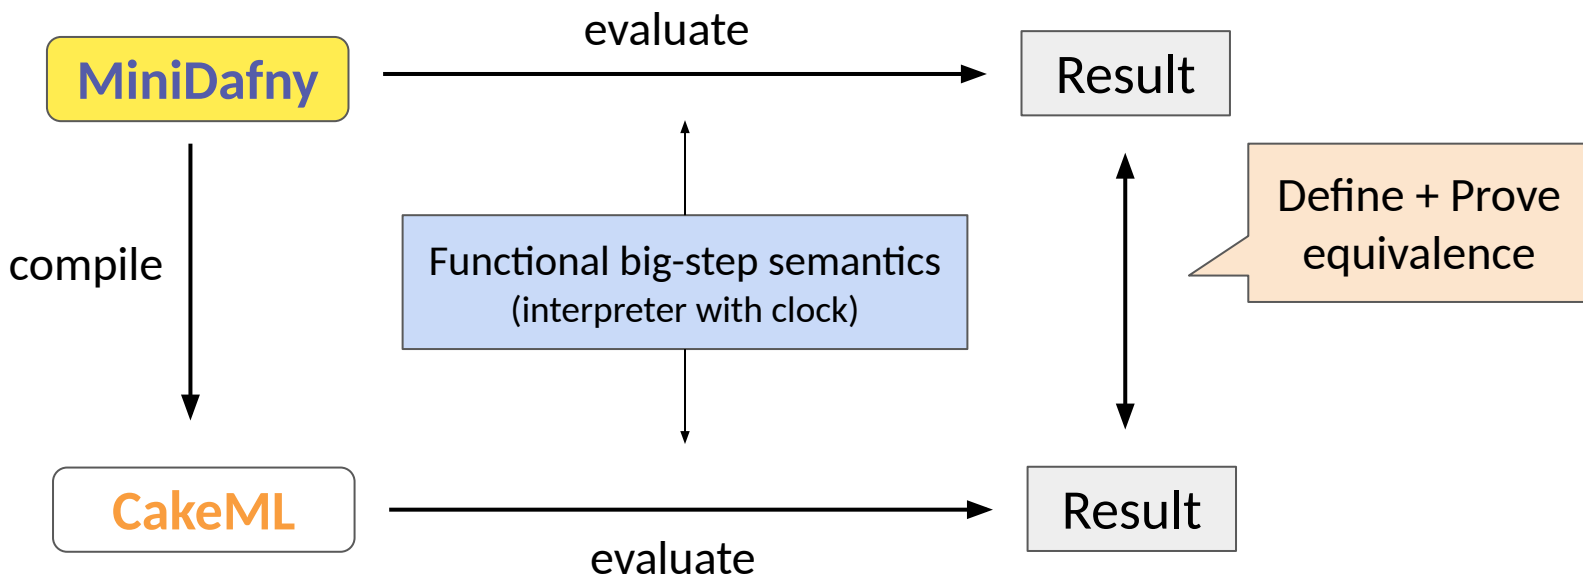 evaluate
MiniDafny
Result
Define + Prove
equivalence
compile
Functional big-step semantics
(interpreter with clock)
CakeML
Result
evaluate